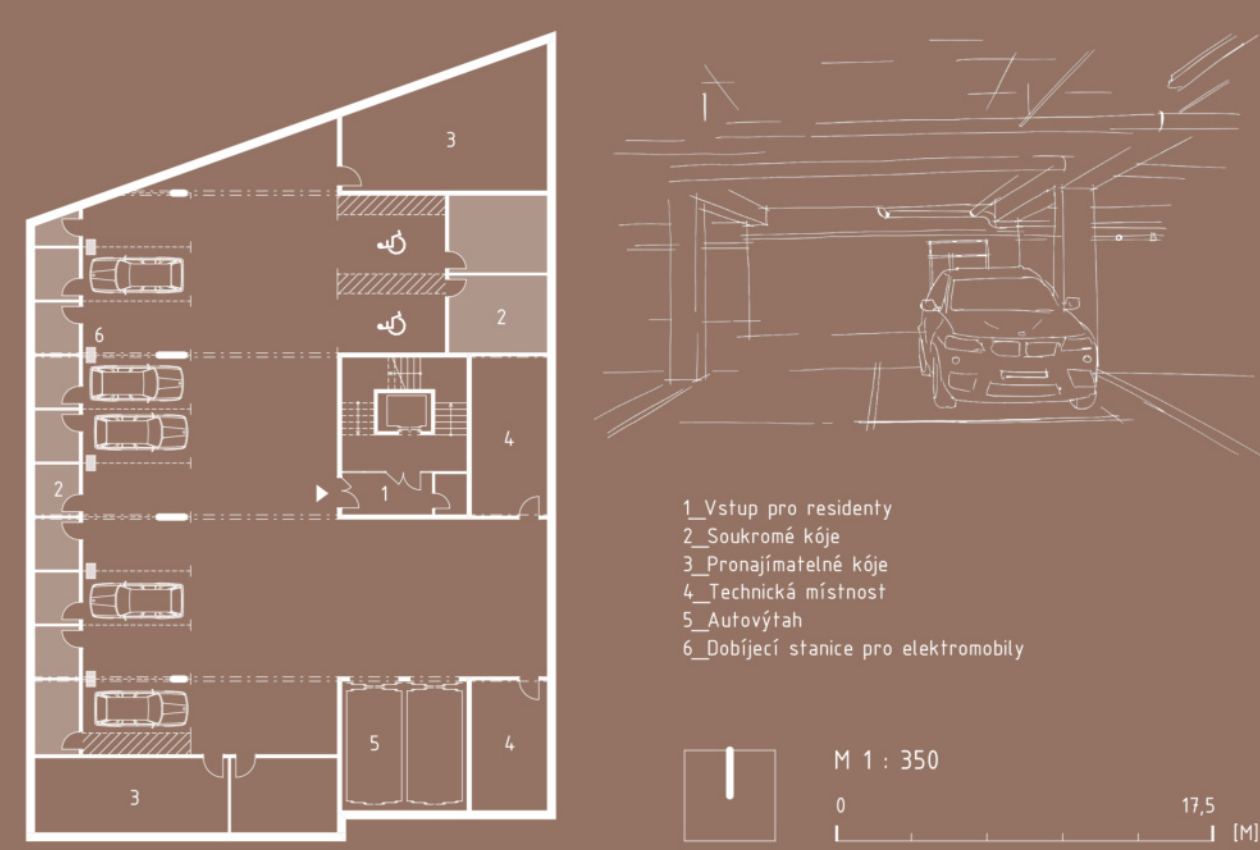 3
2
6
4
2
1
5
4
3
1_Vstup pro residenty
2_Soukromé kóje
3_Pronajímatelné kóje
4_Technická místnost
5_Autovýtah
6_Dobíjecí stanice pro elektromobily
M 1 : 350
0 17,5
[M]